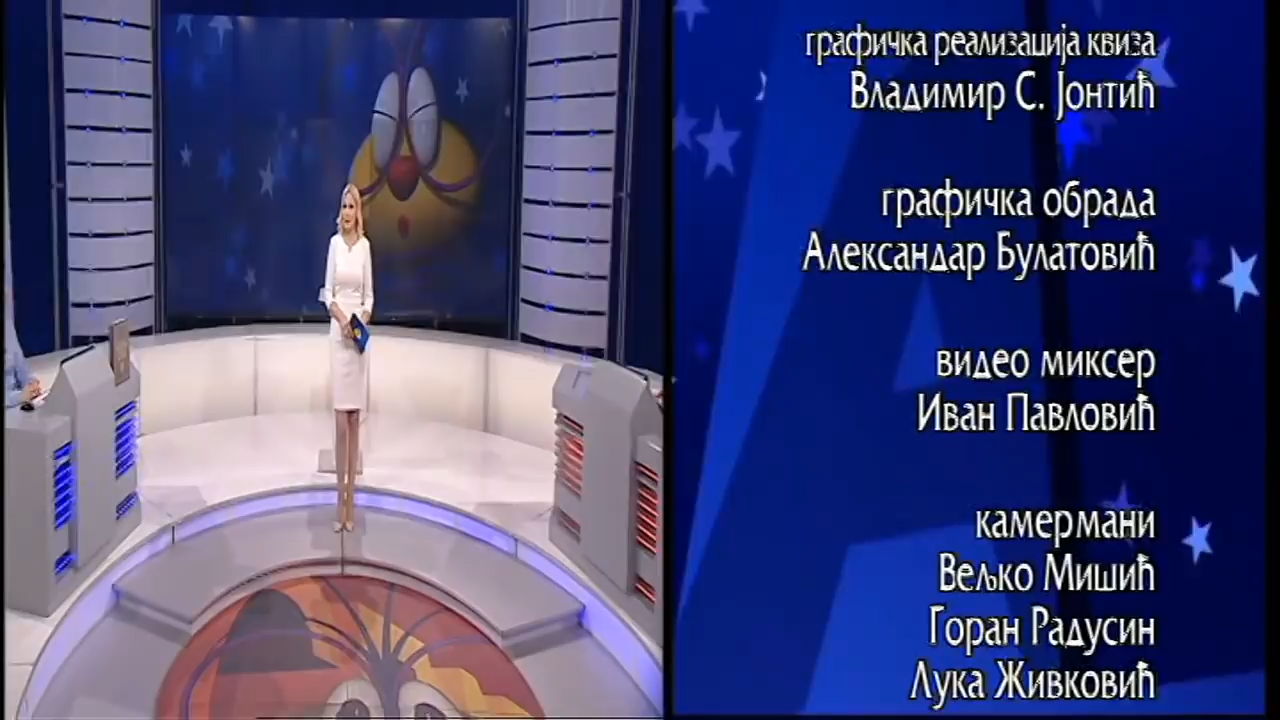 графичка реализација квиза
Владимир С. Јонтић
графичка обрада
Александар Булатовић
видео миксер
Иван Павловић
камермани
Вељко Мишић
Горан Радусин
Лука Живковић